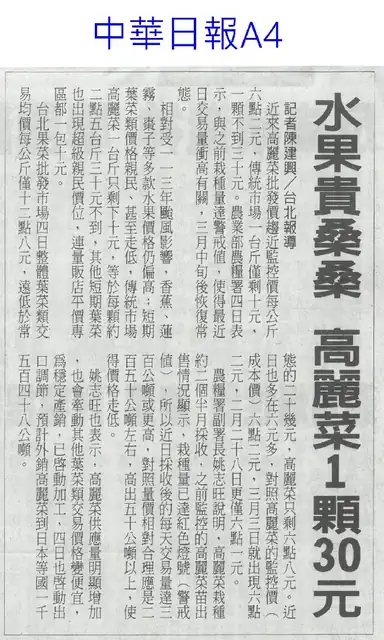 中華日報A4
水果貴桑桑 高麗菜1顆30元
記者陳建興／台北報導
近來高麗菜批發價趨近監控價每公斤
六點二元，傳統市場一台斤僅剩十元，
一顆不到三十元。農業部農糧署四日表
示，與之前栽種量達警戒值，使得最近
日交易量衝高有關，三月中旬後恢復常
態。
相對受一一三年颱風影響，香蕉、蓮
霧、棗子等多款水果價格仍偏高；短期
葉菜類價格親民、甚至走低，傳統市場
高麗菜一台斤只剩下十元，等於每顆約
二點五台斤三十元不到，其他短期葉菜
也出現超級親民價位，連量販店平價專
區都一包十元。
台北果菜批發市場四日整體葉菜類交
易均價每公斤僅十二點八元，遠低於常
態的二十幾元，高麗菜只剩六點八元。近
日也多在六元多，對照高麗菜的監控價（
成本價）六點二元，三月三日就出現六點
二元，二月二十八日更僅六點一元。
農糧署副署長姚志旺說明，高麗菜栽種
約二個半月採收，之前監控的高麗菜苗出
售情況顯示，栽種量已達紅色燈號（警戒
值），所以近日採收後的每天交易量達三
百公噸或更高，對照量價相對合理應是二
百五十公噸左右，高出五十公噸以上，使
得價格走低。
姚志旺也表示，高麗菜供應量明顯增加
，也會牽動其他葉菜類交易價格變便宜，
為穩定產銷，已啓動加工，四日也啓動出
口調節，預計外銷高麗菜到日本等國一千
五百四十八公噸。